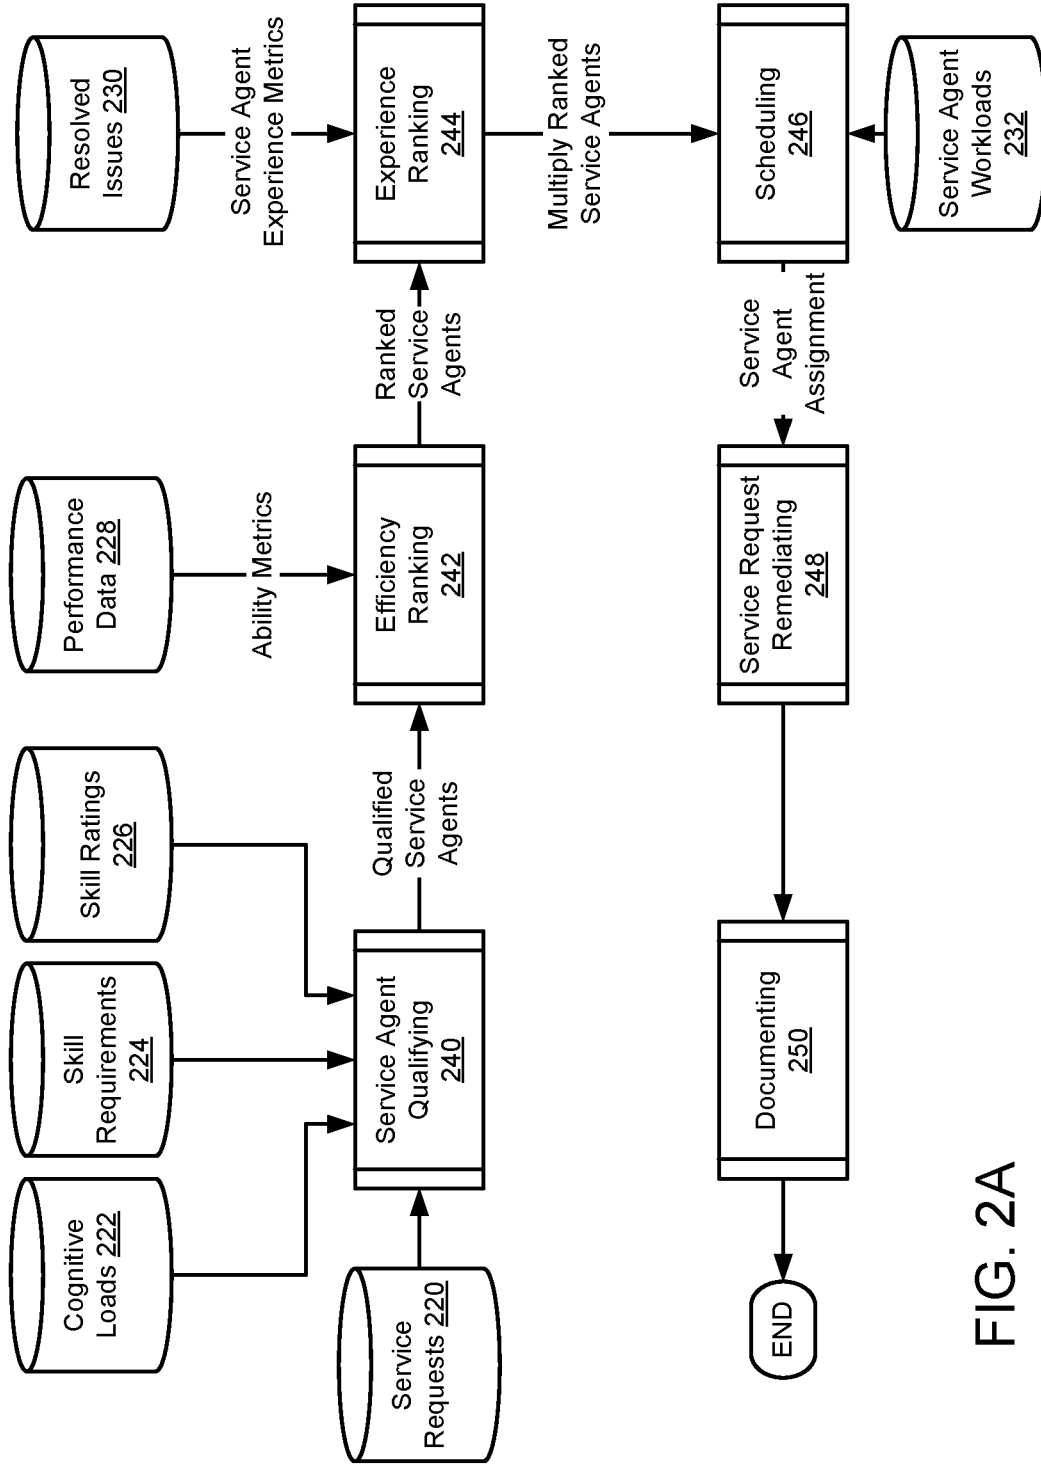 Cognitive
Loads 222
Skill
Requirements
224
Skill Ratings
226
Performance
Data 228
Resolved
Issues 230
Ability Metrics
Service Agent
Experience Metrics
Service
Requests 220
Service Agent
Qualifying
240
Qualified
Service
Agents
Efficiency
Ranking
242
Ranked
Service
Agents
Experience
Ranking
244
Multiply Ranked
Service Agents
END
Documenting
250
Service Request
Remediating
248
Service
Agent
Assignment
Scheduling
246
Service Agent
Workloads
232
FIG. 2A